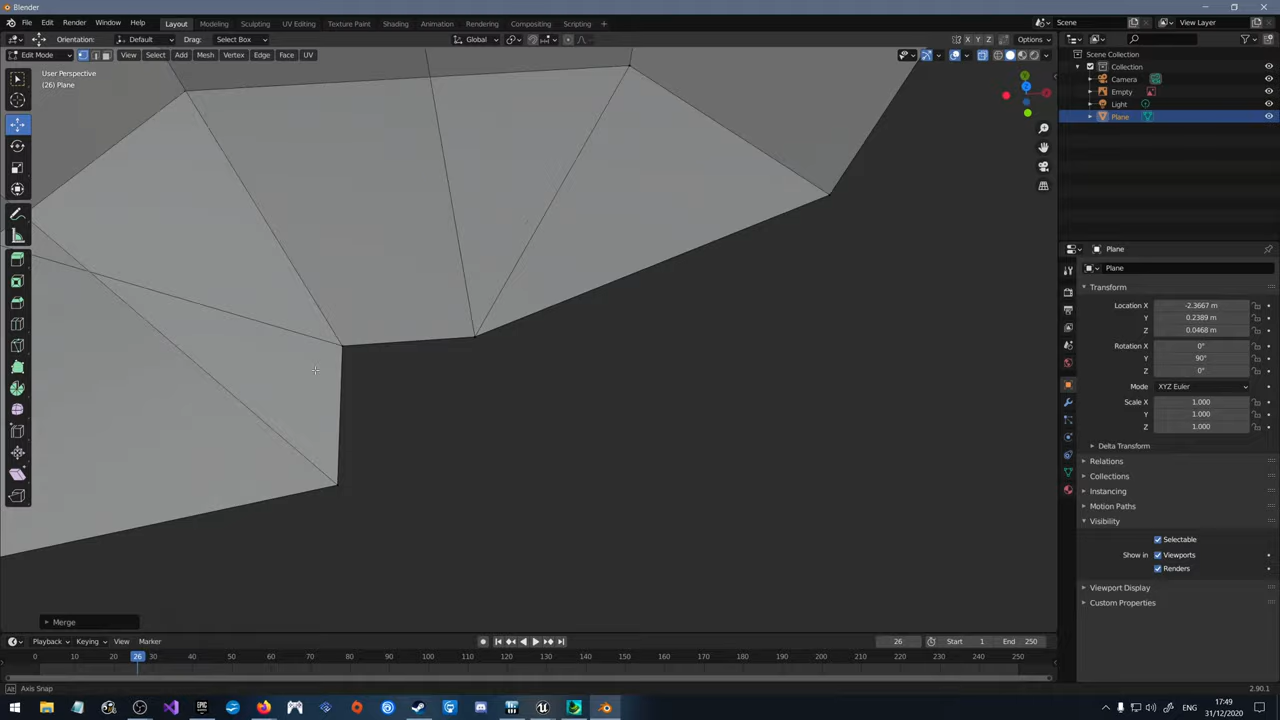 Blender
File Edit Render Window Help Layout Modeling Sculpting UV Editing Texture Paint Shading Animation Rendering Compositing Scripting + Scene View Layer
Orientation: Default Drag: Select Box Global X Y Z Options
Edit Mode View Select Add Mesh Vertex Edge Face UV
User Perspective
(26) Plane
Scene Collection
Collection
Camera
Empty
Light
Plane
Plane
Plane
Transform
Location X -2.3667 m
Y 0.2389 m
Z 0.0468 m
Rotation X 0°
Y 90°
Z 0°
Mode XYZ Euler
Scale X 1.000
Y 1.000
Z 1.000
Delta Transform
Relations
Collections
Instancing
Motion Paths
Visibility
Selectable
Show in Viewports
Renders
Viewport Display
Custom Properties
Merge
Playback Keying View Marker 26 Start 1 End 250
0 10 20 26 30 40 50 60 70 80 90 100 110 120 130 140 150 160 170 180 190 200 210 220 230 240 250
Axis Snap 2.90.1
ENG 17:49
31/12/2020